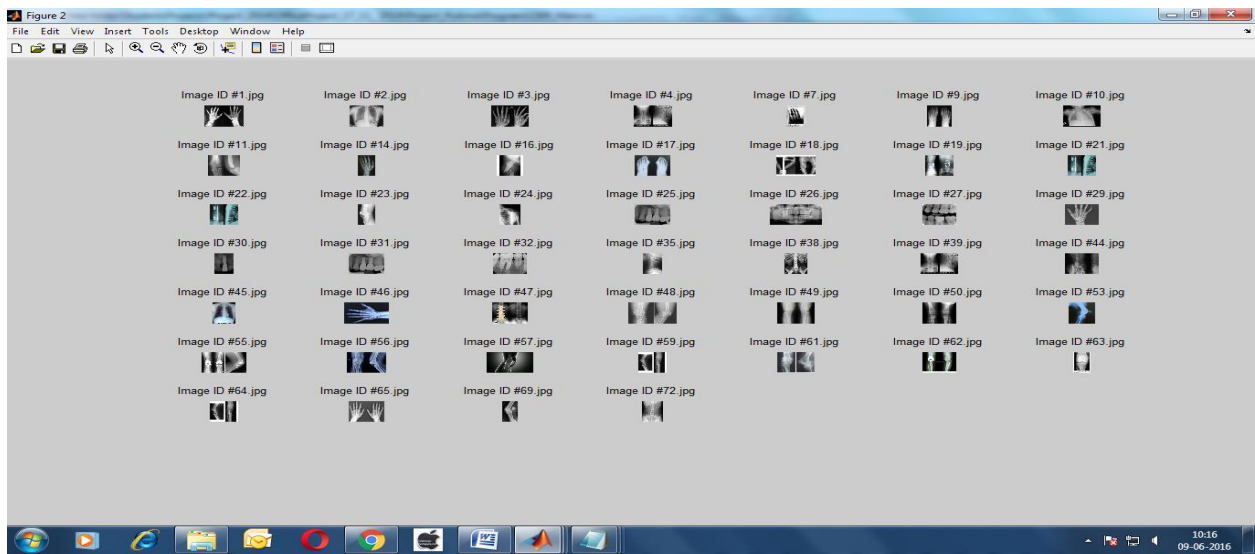 Figure 2
File Edit View Insert Tools Desktop Window Help
Image ID #1.jpg Image ID #2.jpg Image ID #3.jpg Image ID #4.jpg Image ID #7.jpg Image ID #9.jpg Image ID #10.jpg
Image ID #11.jpg Image ID #14.jpg Image ID #16.jpg Image ID #17.jpg Image ID #18.jpg Image ID #19.jpg Image ID #21.jpg
Image ID #22.jpg Image ID #23.jpg Image ID #24.jpg Image ID #25.jpg Image ID #26.jpg Image ID #27.jpg Image ID #29.jpg
Image ID #30.jpg Image ID #31.jpg Image ID #32.jpg Image ID #35.jpg Image ID #38.jpg Image ID #39.jpg Image ID #44.jpg
Image ID #45.jpg Image ID #46.jpg Image ID #47.jpg Image ID #48.jpg Image ID #49.jpg Image ID #50.jpg Image ID #53.jpg
Image ID #55.jpg Image ID #56.jpg Image ID #57.jpg Image ID #59.jpg Image ID #61.jpg Image ID #62.jpg Image ID #63.jpg
Image ID #64.jpg Image ID #65.jpg Image ID #69.jpg Image ID #72.jpg
10:16
09-06-2016